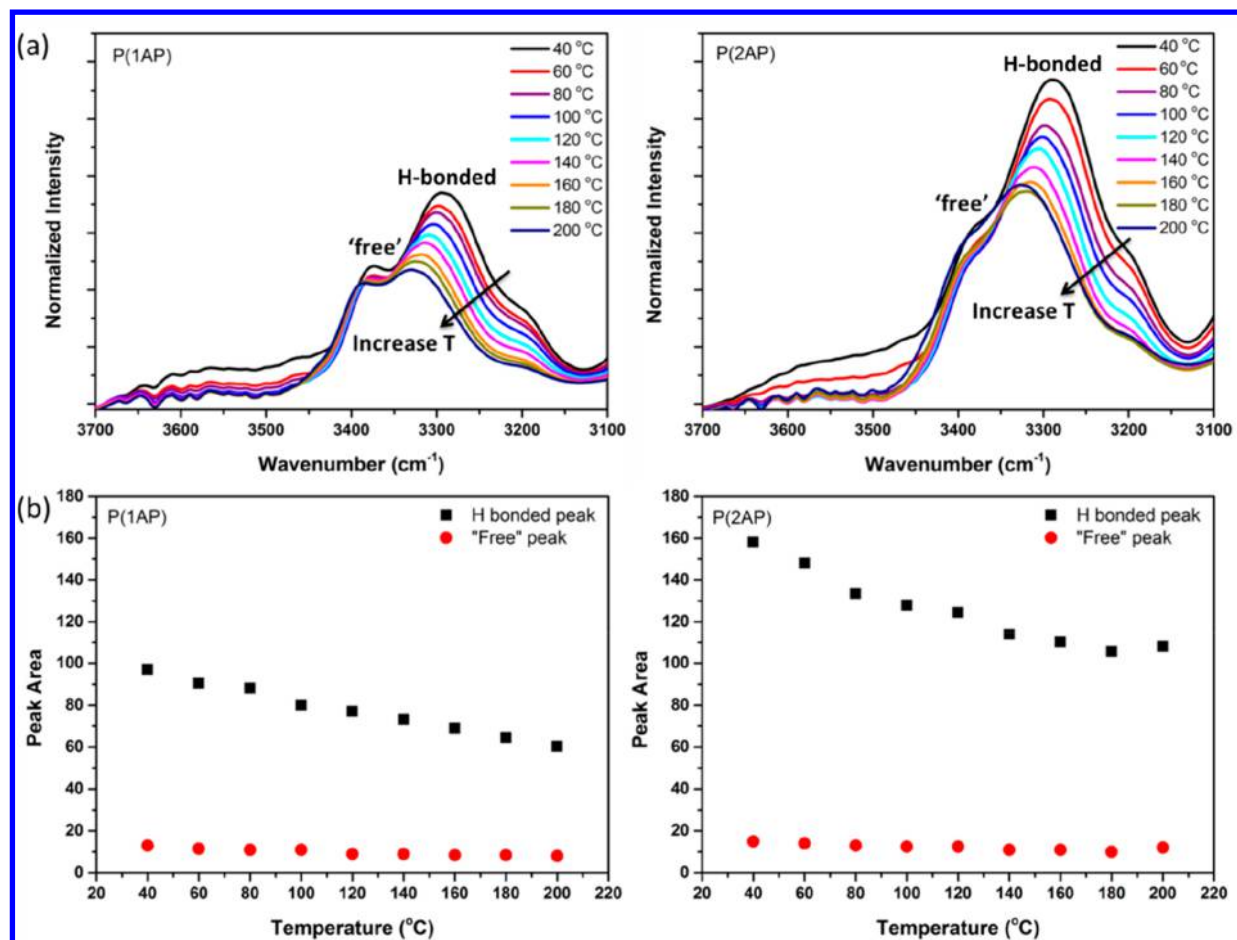 (a)
P(1AP)
40 °C
60 °C
80 °C
100 °C
120 °C
140 °C
160 °C
180 °C
200 °C
H-bonded
'free'
Increase T
Normalized Intensity
3700 3600 3500 3400 3300 3200 3100
Wavenumber (cm⁻¹)
P(2AP)
40 °C
60 °C
80 °C
100 °C
120 °C
140 °C
160 °C
180 °C
200 °C
H-bonded
'free'
Increase T
Normalized Intensity
3700 3600 3500 3400 3300 3200 3100
Wavenumber (cm⁻¹)
(b)
P(1AP)
H bonded peak
"Free" peak
Peak Area
180
160
140
120
100
80
60
40
20
0
20 40 60 80 100 120 140 160 180 200 220
Temperature (°C)
P(2AP)
H bonded peak
"Free" peak
Peak Area
180
160
140
120
100
80
60
40
20
0
20 40 60 80 100 120 140 160 180 200 220
Temperature (°C)